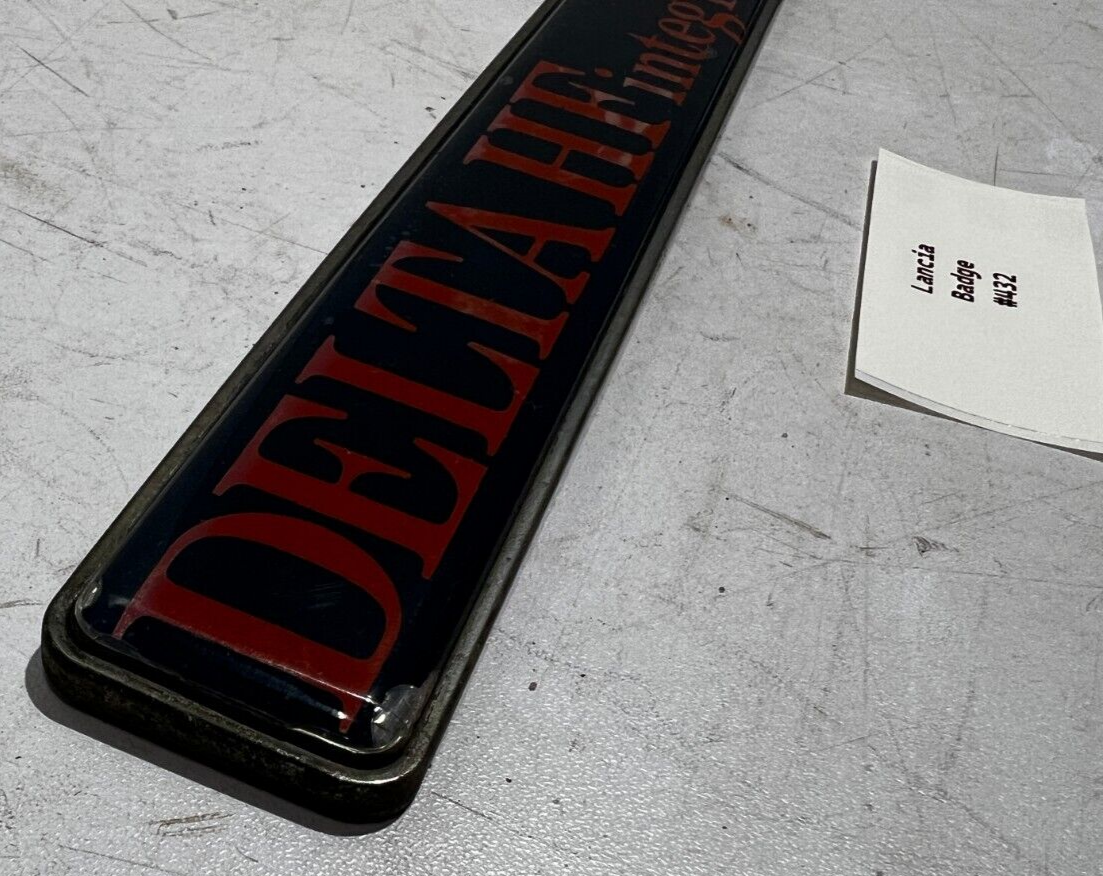 DELTA HF integr
Lancia
Badge
#432